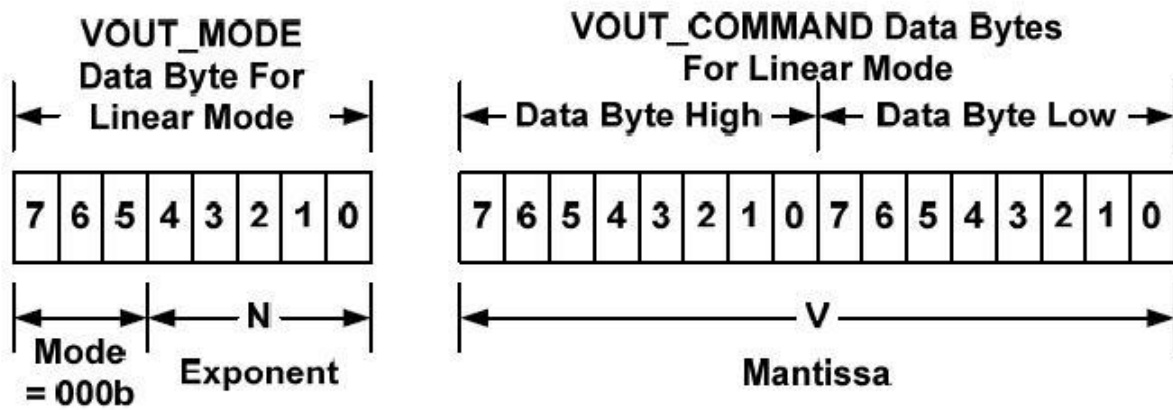 VOUT_MODE
Data Byte For
Linear Mode
7 6 5 4 3 2 1 0
N
Mode
= 000b
Exponent
VOUT_COMMAND Data Bytes
For Linear Mode
Data Byte High
Data Byte Low
7 6 5 4 3 2 1 0 7 6 5 4 3 2 1 0
V
Mantissa